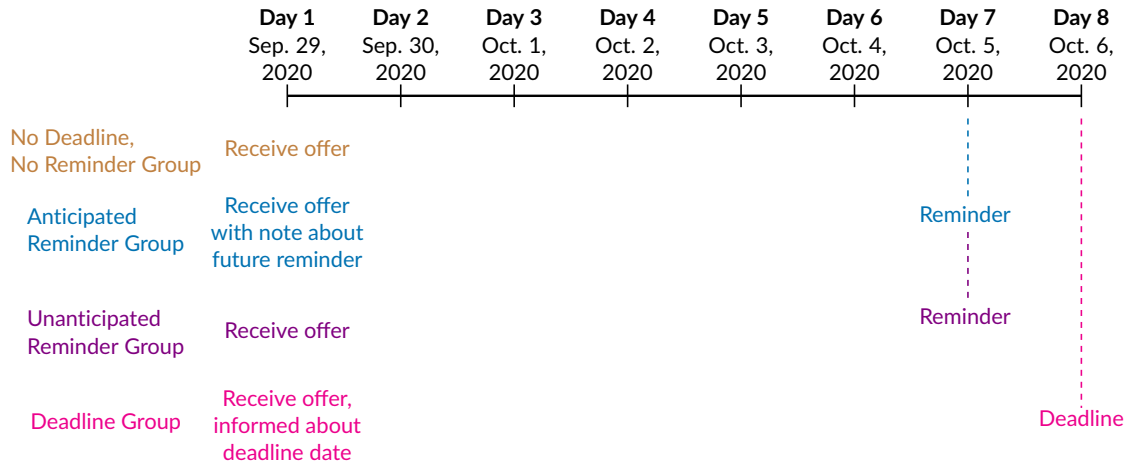 Day 1 Day 2 Day 3 Day 4 Day 5 Day 6 Day 7 Day 8
Sep. 29, Sep. 30, Oct. 1, Oct. 2, Oct. 3, Oct. 4, Oct. 5, Oct. 6,
2020 2020 2020 2020 2020 2020 2020 2020
No Deadline,
No Reminder Group
Receive offer
Anticipated
Reminder Group
Receive offer
with note about
future reminder
Reminder
Unanticipated
Reminder Group
Receive offer
Reminder
Deadline Group
Receive offer,
informed about
deadline date
Deadline